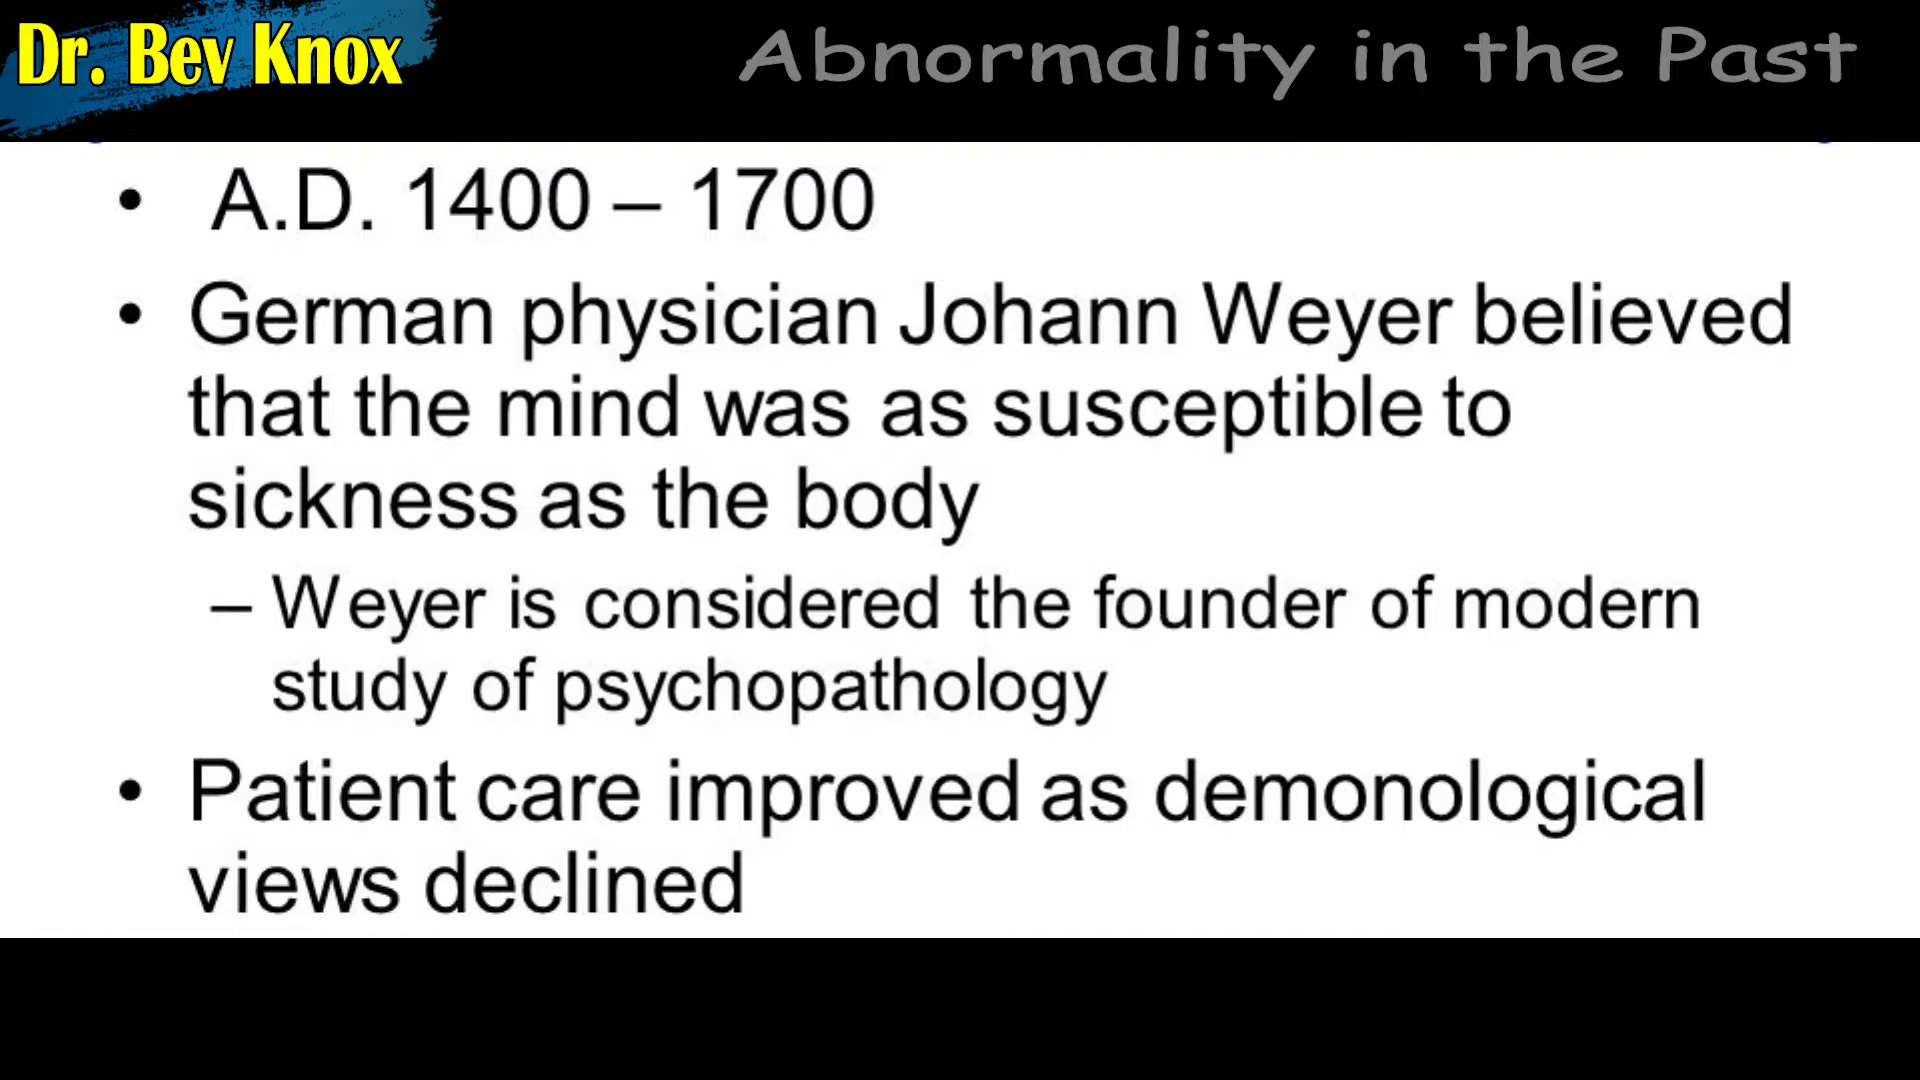 Dr. Bev Knox
Abnormality in the Past
• A.D. 1400 – 1700
• German physician Johann Weyer believed
that the mind was as susceptible to
sickness as the body
– Weyer is considered the founder of modern
study of psychopathology
• Patient care improved as demonological
views declined